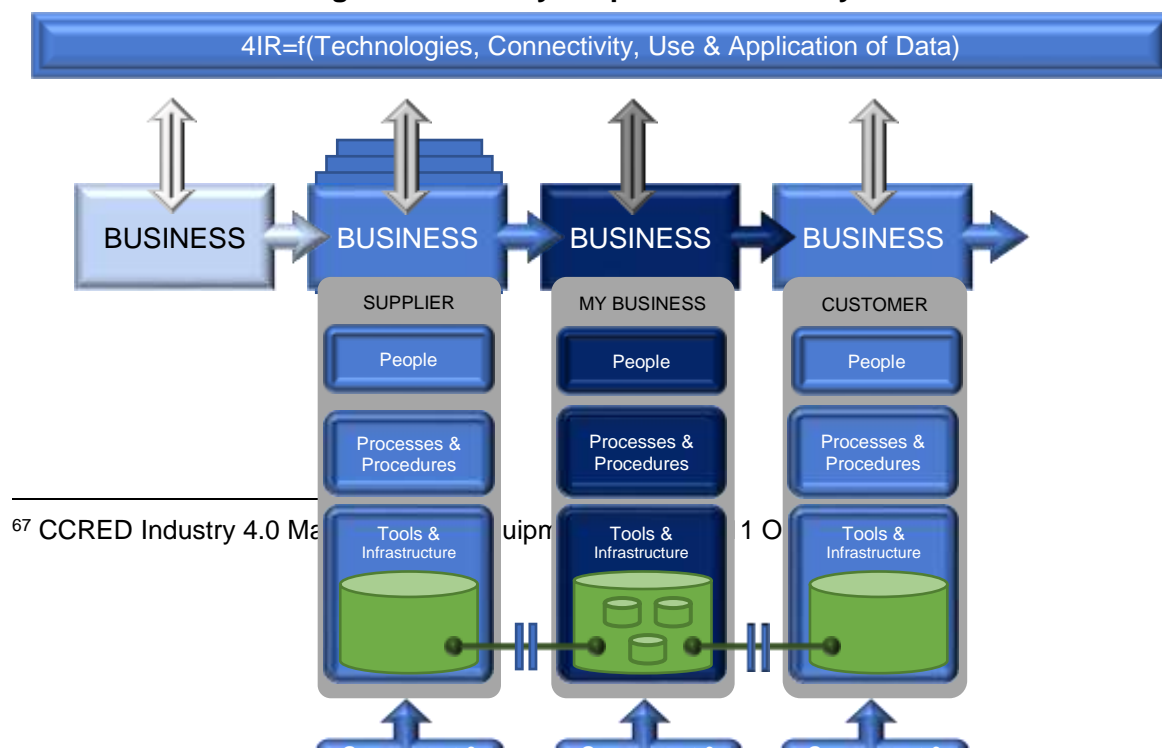 4IR=f(Technologies, Connectivity, Use & Application of Data)
BUSINESS
BUSINESS
BUSINESS
BUSINESS
SUPPLIER
People
Processes &
Procedures
Tools &
Infrastructure
MY BUSINESS
People
Processes &
Procedures
Tools &
Infrastructure
CUSTOMER
People
Processes &
Procedures
Tools &
Infrastructure
67 CCRED Industry 4.0